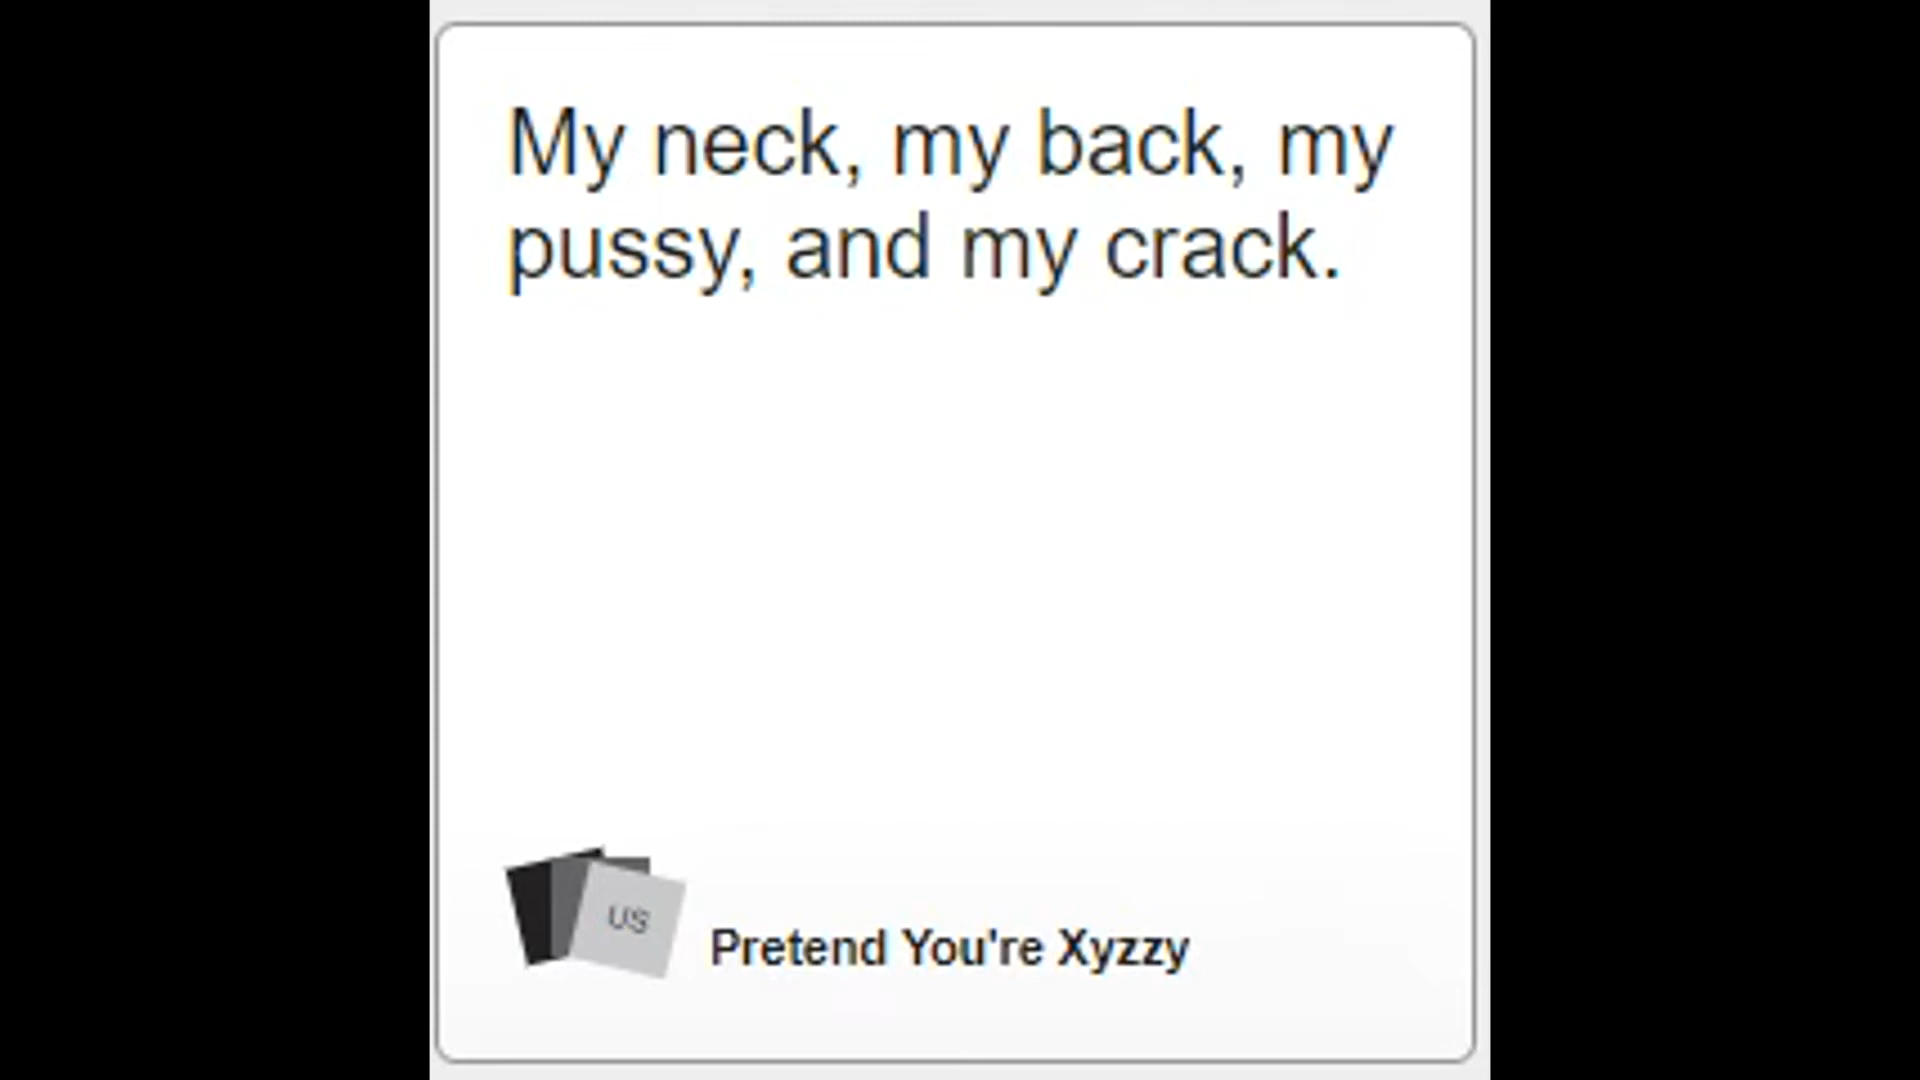 My neck, my back, my
pussy, and my crack.
US
Pretend You're Xyzzy